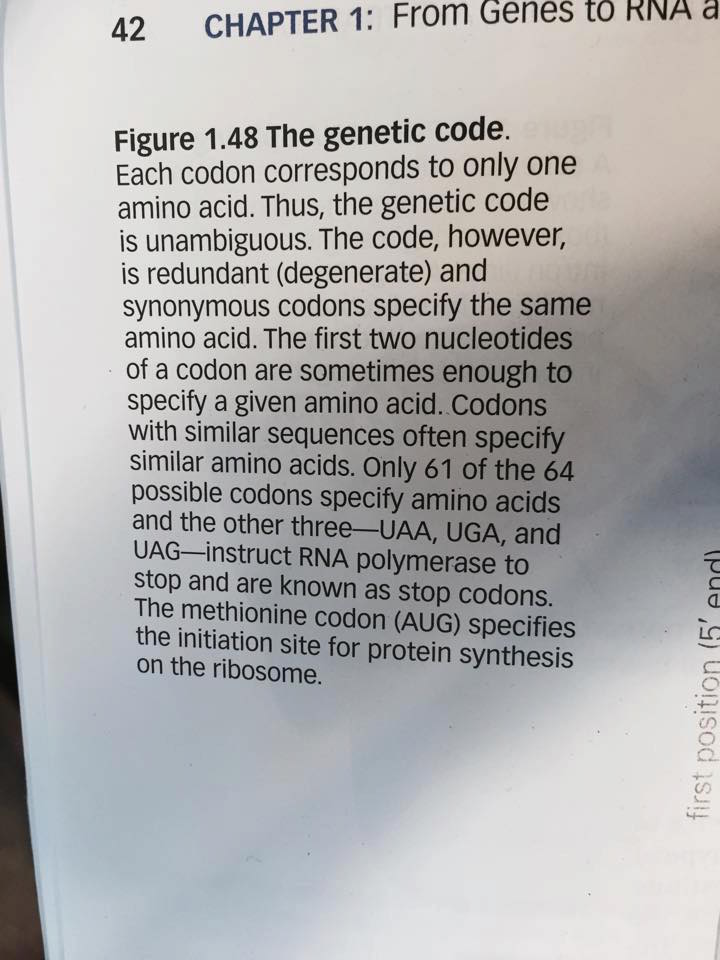 42 CHAPTER 1: From Genes to RNA a
Figure 1.48 The genetic code.
Each codon corresponds to only one
amino acid. Thus, the genetic code
is unambiguous. The code, however,
is redundant (degenerate) and
synonymous codons specify the same
amino acid. The first two nucleotides
of a codon are sometimes enough to
specify a given amino acid. Codons
with similar sequences often specify
similar amino acids. Only 61 of the 64
possible codons specify amino acids
and the other three—UAA, UGA, and
UAG—instruct RNA polymerase to
stop and are known as stop codons.
The methionine codon (AUG) specifies
the initiation site for protein synthesis
on the ribosome.
first position (5′ end)